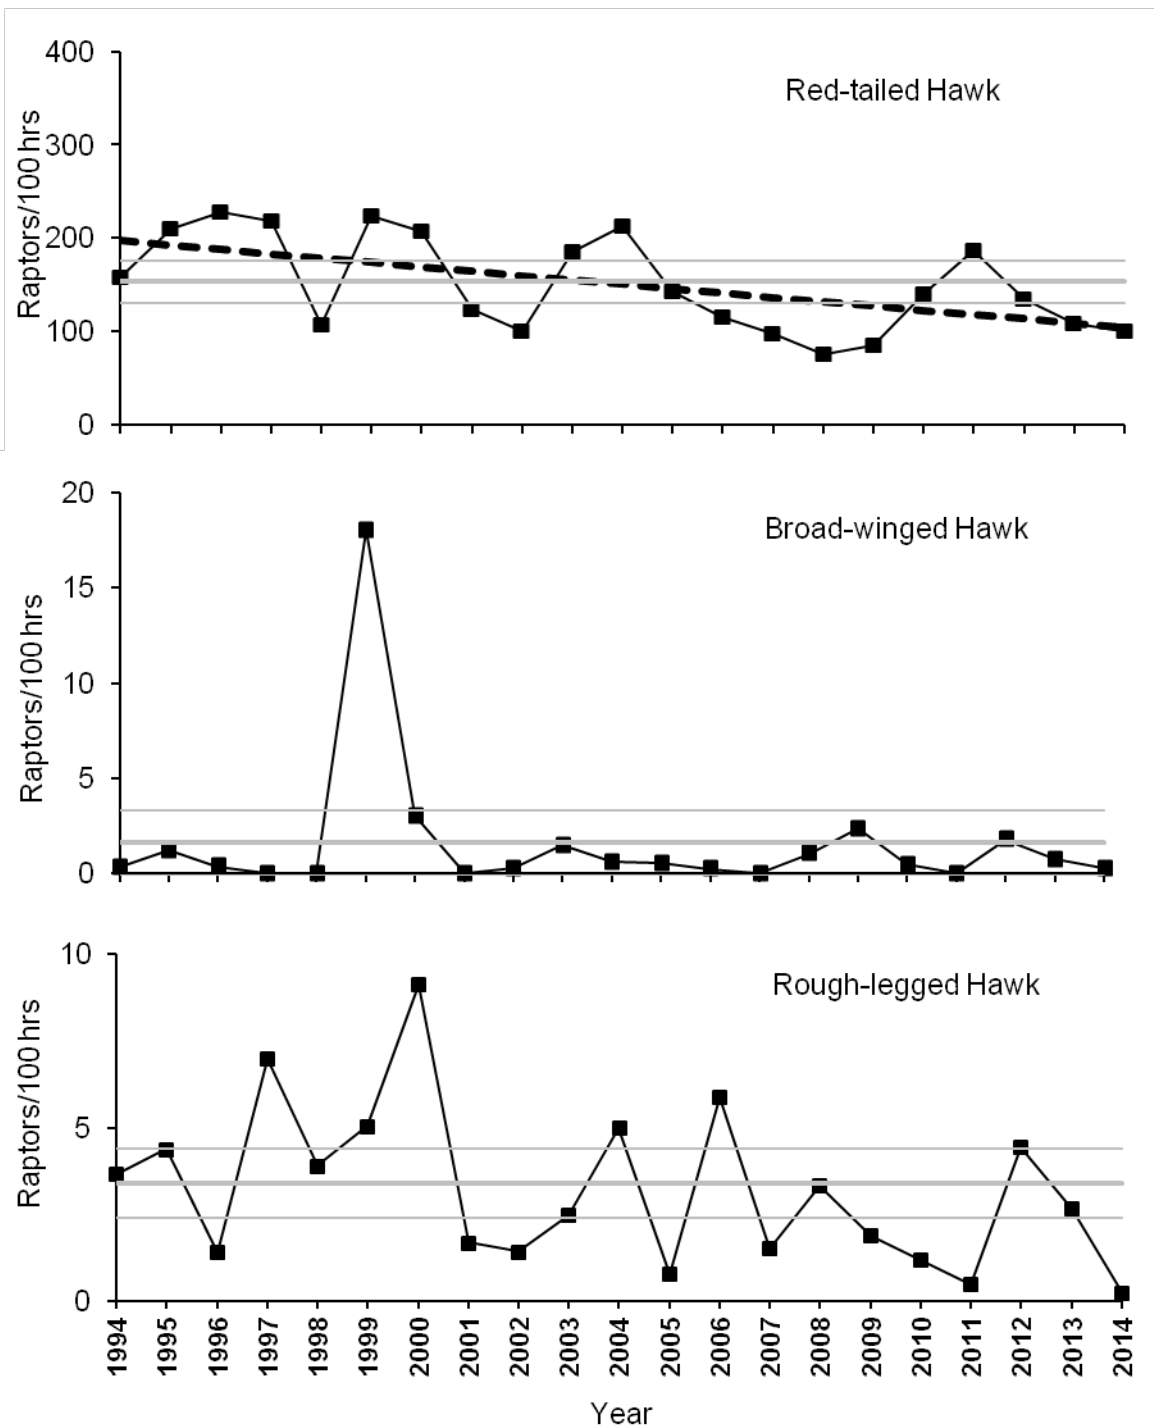 Red-tailed Hawk
Raptors/100 hrs
400
300
200
100
0
Broad-winged Hawk
Raptors/100 hrs
20
15
10
5
0
Rough-legged Hawk
Raptors/100 hrs
10
5
0
1994 1995 1996 1997 1998 1999 2000 2001 2002 2003 2004 2005 2006 2007 2008 2009 2010 2011 2012 2013 2014
Year